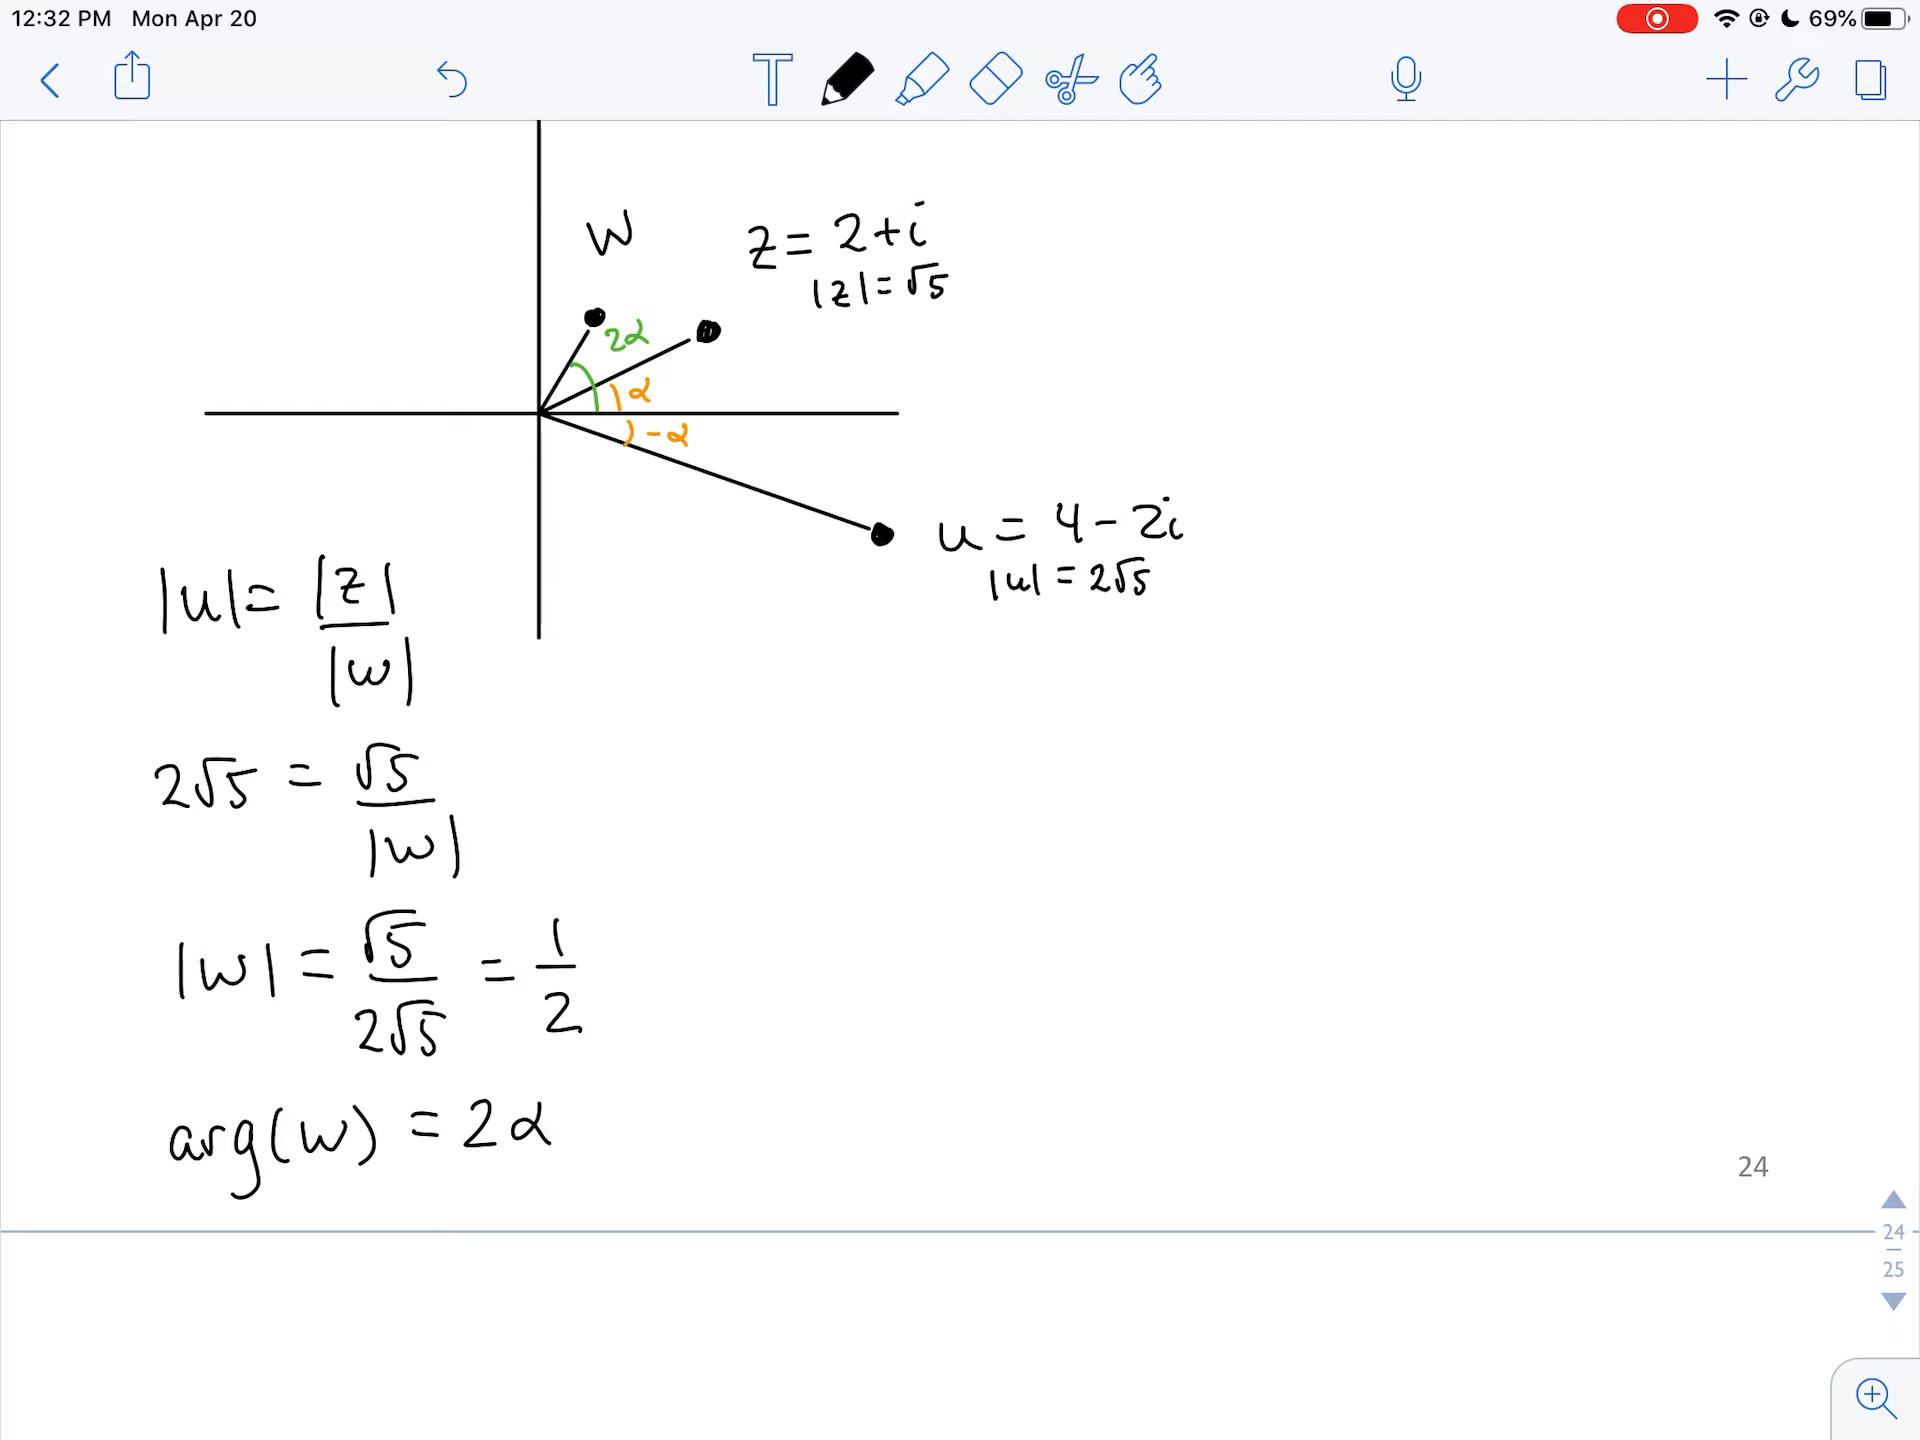 12:32 PM Mon Apr 20 69%
T
W
z = 2+i
|z| = √5
2α
α
-α
u = 4 - 2i
|u| = 2√5
|u| = |z| / |w|
2√5 = √5 / |w|
|w| = √5 / 2√5 = 1 / 2
arg(w) = 2α
24
24
25